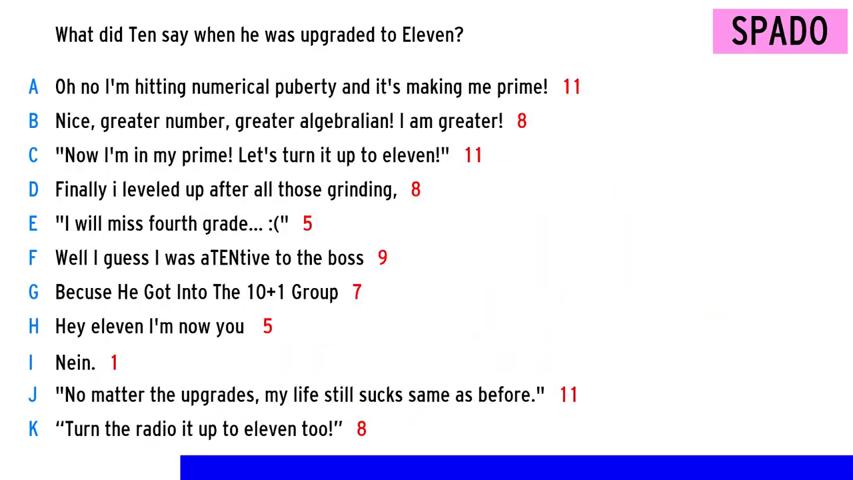 What did Ten say when he was upgraded to Eleven?
SPADO
A Oh no I'm hitting numerical puberty and it's making me prime! 11
B Nice, greater number, greater algebralian! I am greater! 8
C "Now I'm in my prime! Let's turn it up to eleven!" 11
D Finally i leveled up after all those grinding, 8
E "I will miss fourth grade... :(" 5
F Well I guess I was aTENtive to the boss 9
G Becuse He Got Into The 10+1 Group 7
H Hey eleven I'm now you 5
I Nein. 1
J "No matter the upgrades, my life still sucks same as before." 11
K “Turn the radio it up to eleven too!” 8